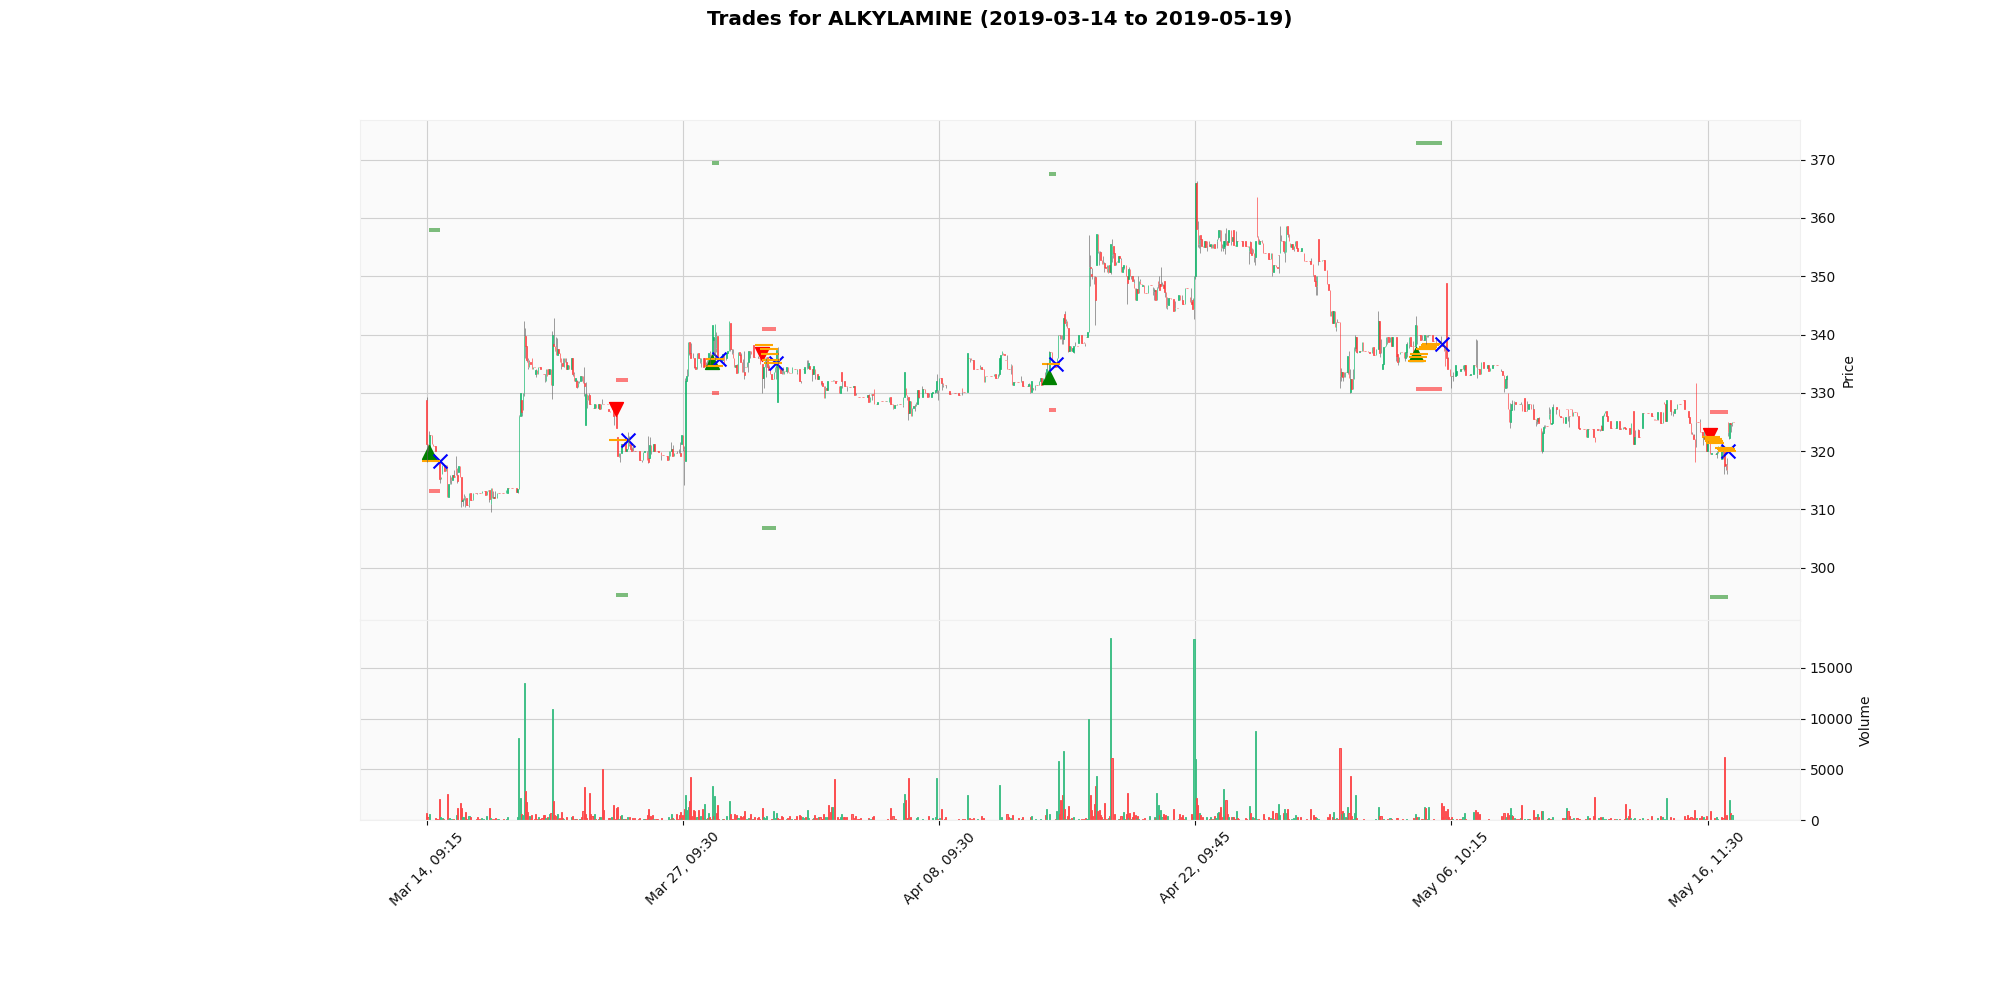 Trades for ALKYLAMINE (2019-03-14 to 2019-05-19)
370
360
350
340
330
320
310
300
Price
15000
10000
5000
0
Volume
Mar 14, 09:15
Mar 27, 09:30
Apr 08, 09:30
Apr 22, 09:45
May 06, 10:15
May 16, 11:30